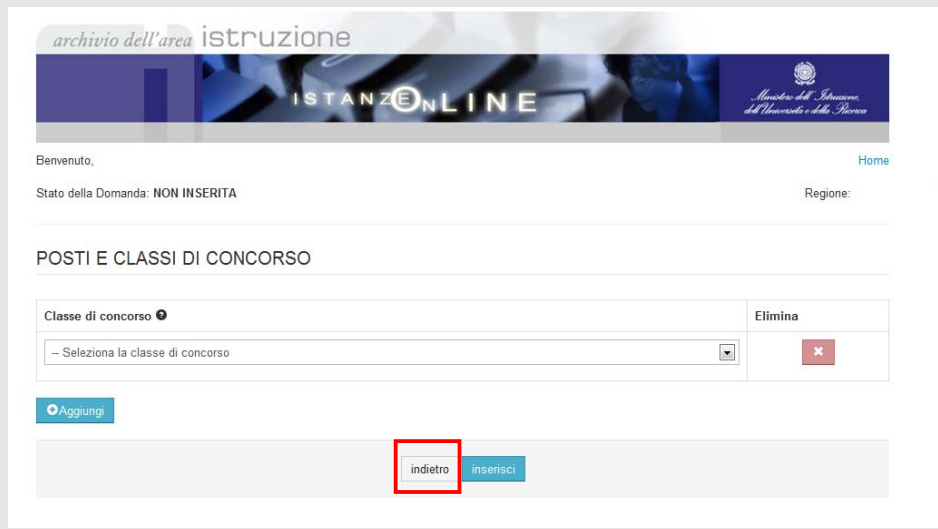 archivio dell'area istruzione
ISTANZE ONLINE
Ministero dell' Istruzione,
dell'Università e della Ricerca
Benvenuto,
Home
Stato della Domanda: NON INSERITA
Regione:
POSTI E CLASSI DI CONCORSO
Classe di concorso ?
Elimina
-- Seleziona la classe di concorso
Aggiungi
indietro
inserisci